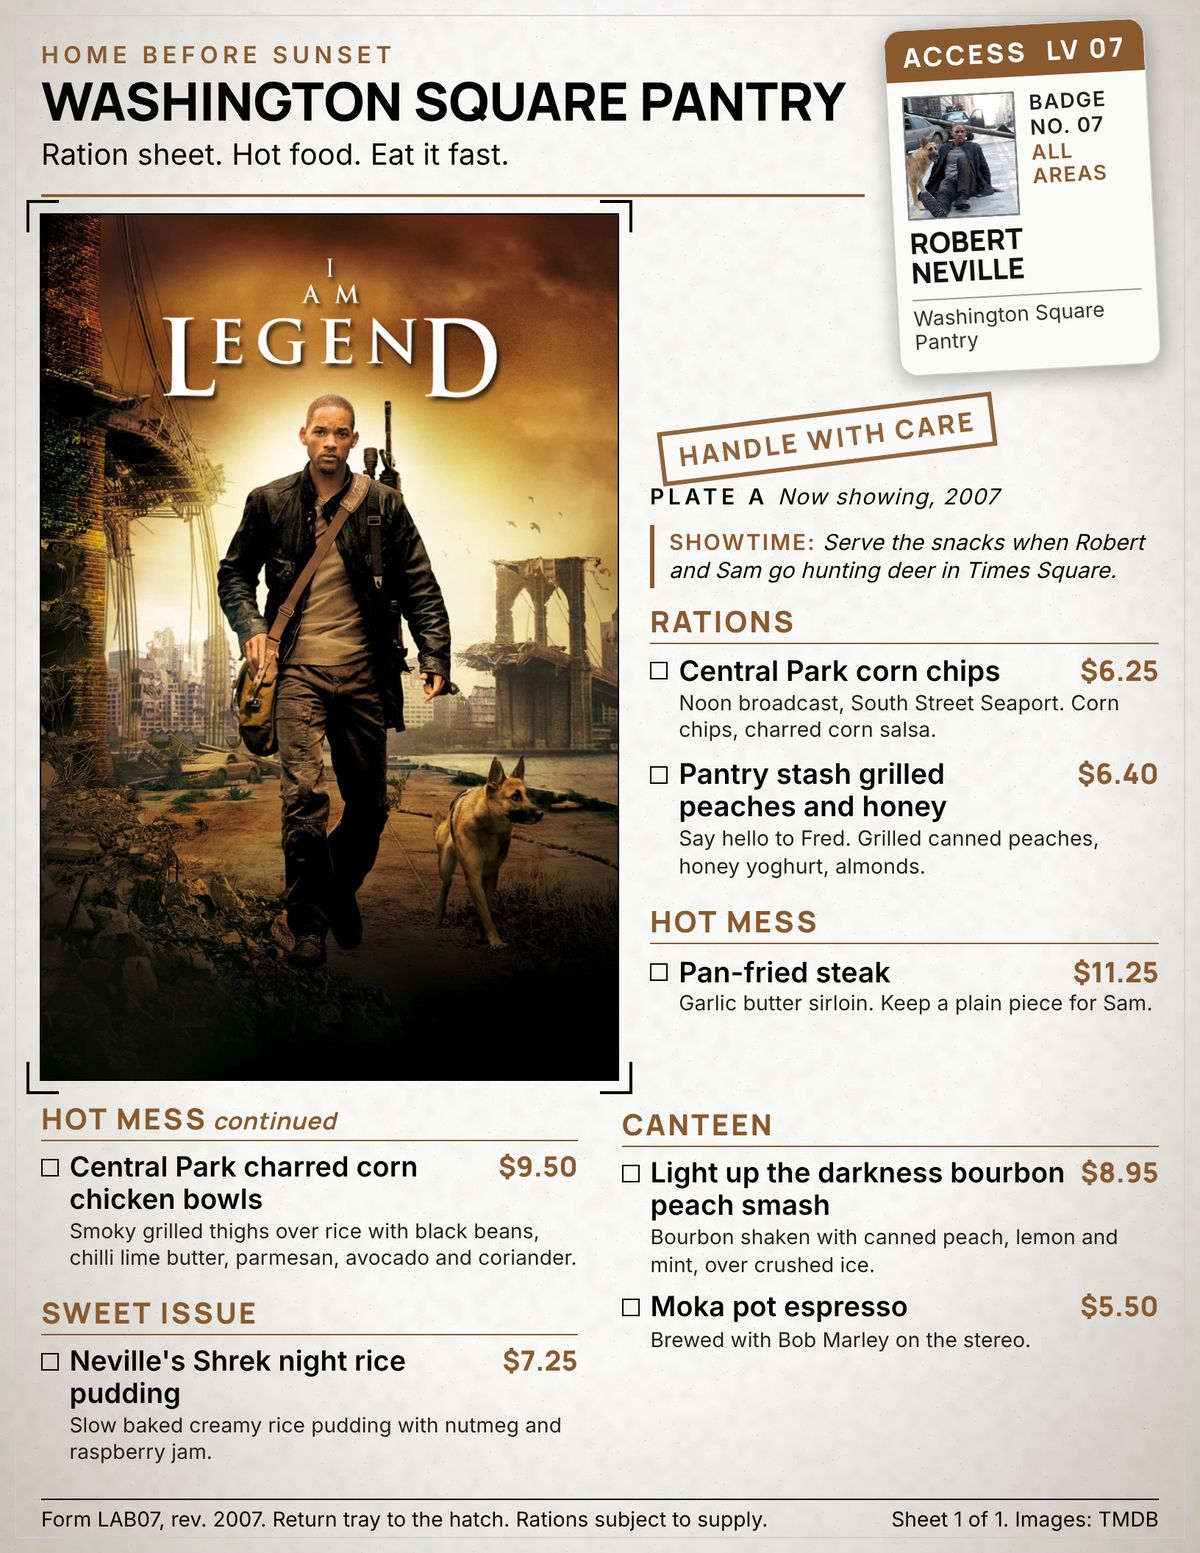 HOME BEFORE SUNSET
WASHINGTON SQUARE PANTRY
Ration sheet. Hot food. Eat it fast.
ACCESS LV 07
BADGE
NO. 07
ALL
AREAS
ROBERT
NEVILLE
Washington Square
Pantry
I
AM
LEGEND
HANDLE WITH CARE
PLATE A Now showing, 2007
SHOWTIME: Serve the snacks when Robert
and Sam go hunting deer in Times Square.
RATIONS
Central Park corn chips $6.25
Noon broadcast, South Street Seaport. Corn
chips, charred corn salsa.
Pantry stash grilled $6.40
peaches and honey
Say hello to Fred. Grilled canned peaches,
honey yoghurt, almonds.
HOT MESS
Pan-fried steak $11.25
Garlic butter sirloin. Keep a plain piece for Sam.
HOT MESS continued
Central Park charred corn $9.50
chicken bowls
Smoky grilled thighs over rice with black beans,
chilli lime butter, parmesan, avocado and coriander.
SWEET ISSUE
Neville's Shrek night rice $7.25
pudding
Slow baked creamy rice pudding with nutmeg and
raspberry jam.
CANTEEN
Light up the darkness bourbon $8.95
peach smash
Bourbon shaken with canned peach, lemon and
mint, over crushed ice.
Moka pot espresso $5.50
Brewed with Bob Marley on the stereo.
Form LAB07, rev. 2007. Return tray to the hatch. Rations subject to supply.
Sheet 1 of 1. Images: TMDB